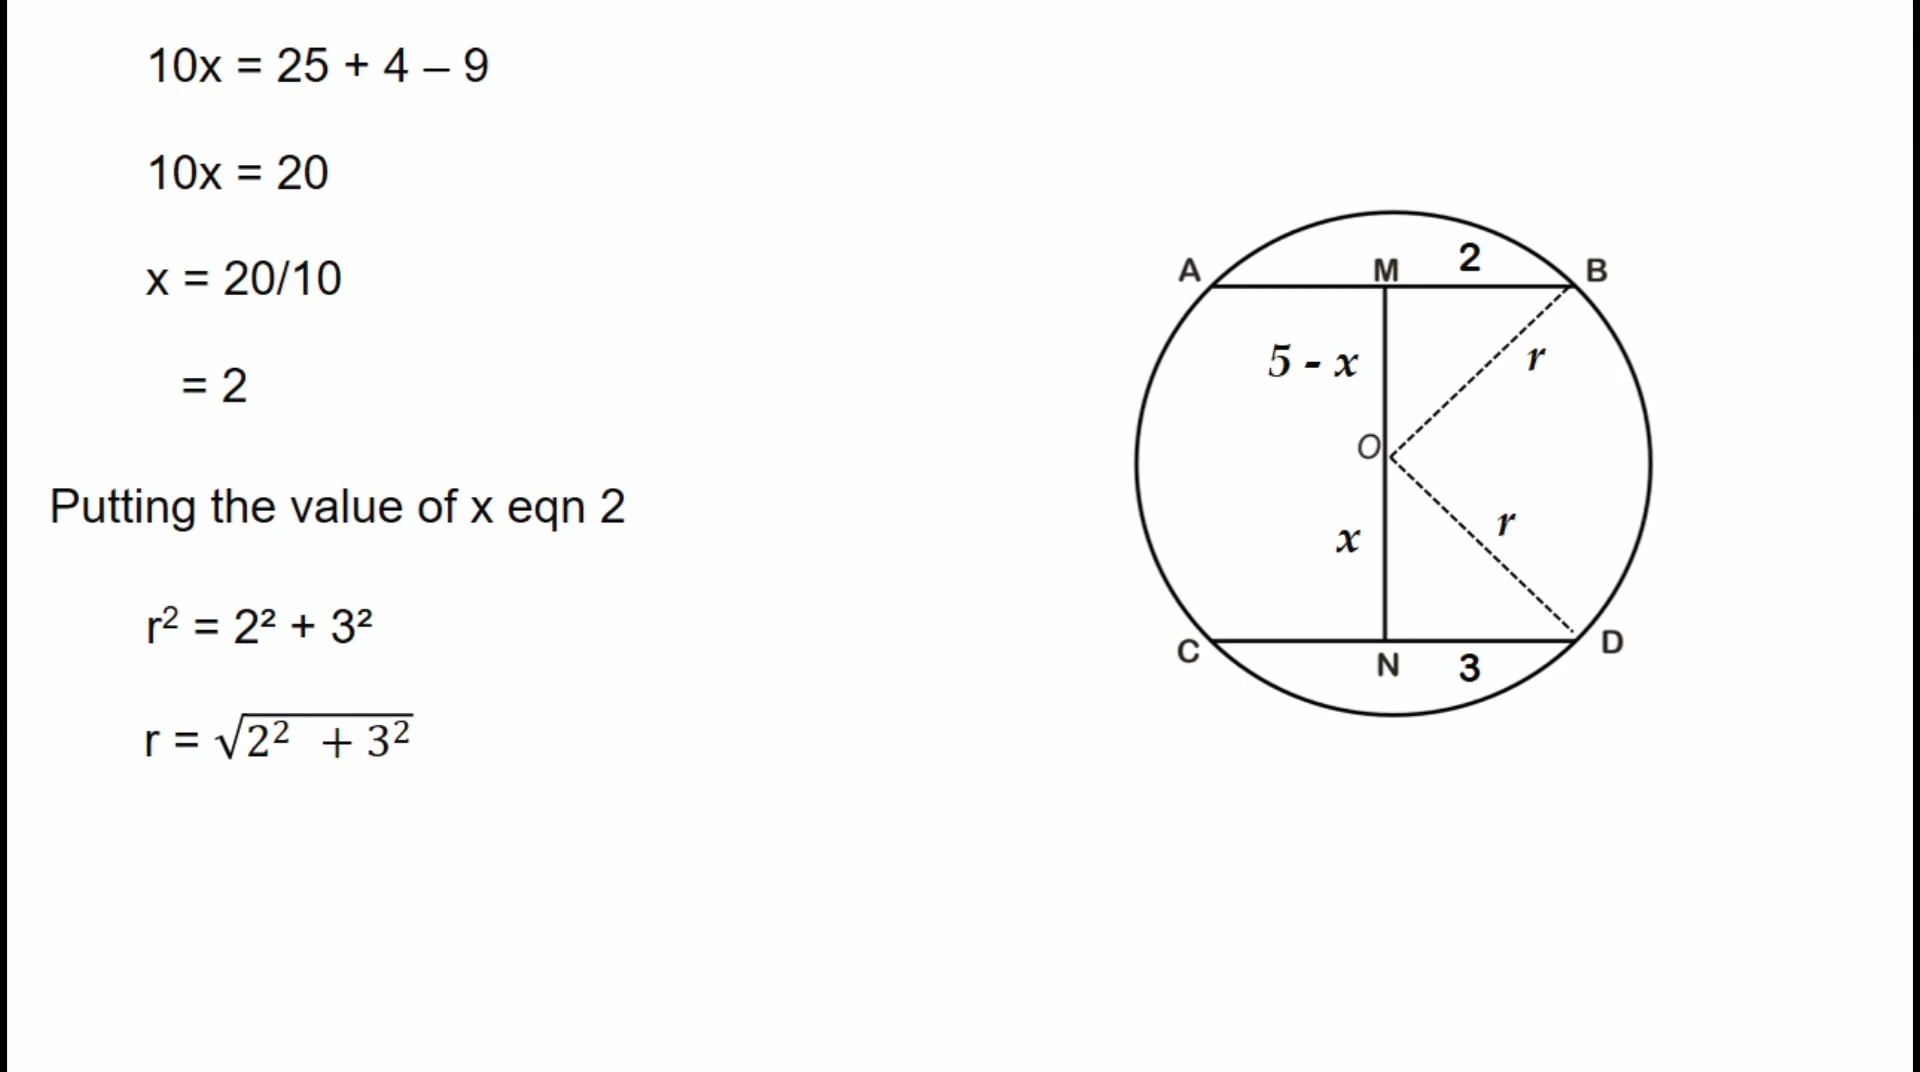 10x = 25 + 4 – 9
10x = 20
x = 20/10
= 2
Putting the value of x eqn 2
r² = 2² + 3²
r = √2² + 3²
A
M
2
B
5 - x
r
O
x
r
C
N
3
D